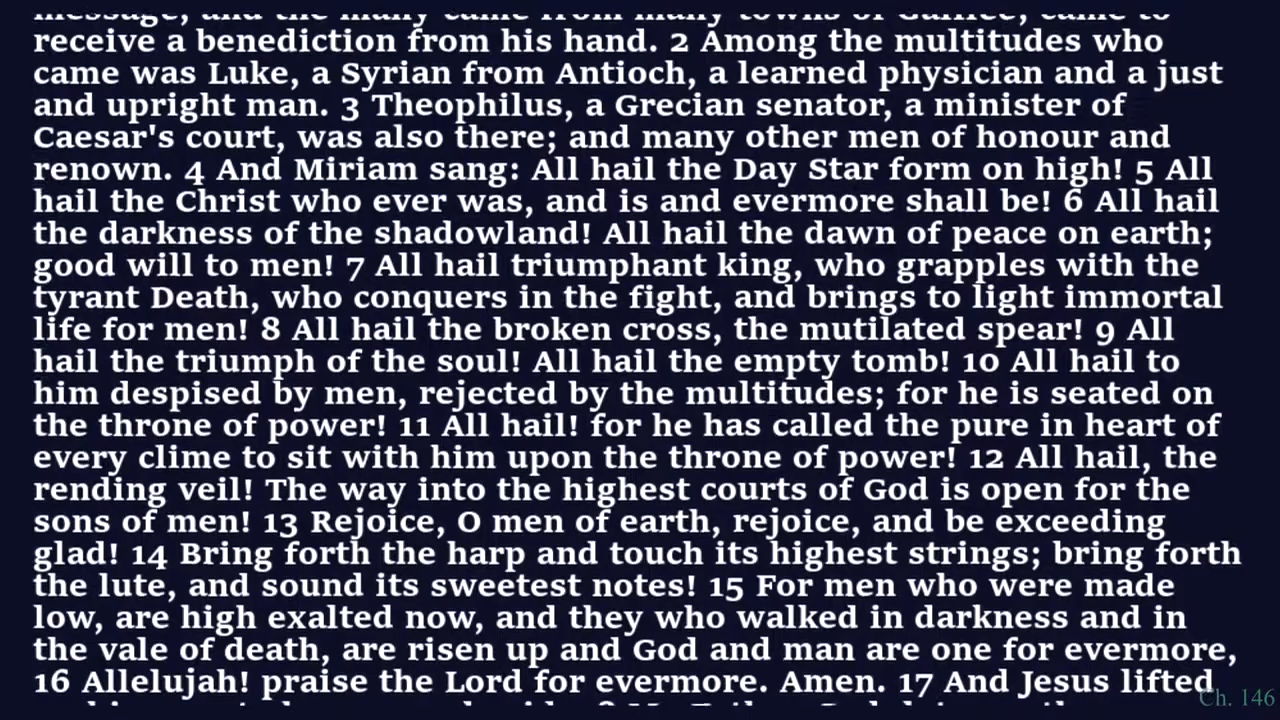 message, and the many came from many towns of Galilee, came to
receive a benediction from his hand. 2 Among the multitudes who
came was Luke, a Syrian from Antioch, a learned physician and a just
and upright man. 3 Theophilus, a Grecian senator, a minister of
Caesar's court, was also there; and many other men of honour and
renown. 4 And Miriam sang: All hail the Day Star form on high! 5 All
hail the Christ who ever was, and is and evermore shall be! 6 All hail
the darkness of the shadowland! All hail the dawn of peace on earth;
good will to men! 7 All hail triumphant king, who grapples with the
tyrant Death, who conquers in the fight, and brings to light immortal
life for men! 8 All hail the broken cross, the mutilated spear! 9 All
hail the triumph of the soul! All hail the empty tomb! 10 All hail to
him despised by men, rejected by the multitudes; for he is seated on
the throne of power! 11 All hail! for he has called the pure in heart of
every clime to sit with him upon the throne of power! 12 All hail, the
rending veil! The way into the highest courts of God is open for the
sons of men! 13 Rejoice, O men of earth, rejoice, and be exceeding
glad! 14 Bring forth the harp and touch its highest strings; bring forth
the lute, and sound its sweetest notes! 15 For men who were made
low, are high exalted now, and they who walked in darkness and in
the vale of death, are risen up and God and man are one for evermore,
16 Allelujah! praise the Lord for evermore. Amen. 17 And Jesus lifted
Ch. 146